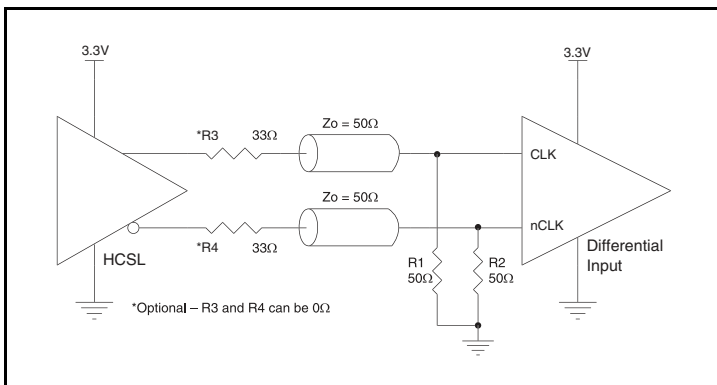 3.3V
3.3V
*R3 33Ω
Zo = 50Ω
CLK
Zo = 50Ω
nCLK
HCSL
*R4 33Ω
R1
50Ω
R2
50Ω
Differential
Input
*Optional – R3 and R4 can be 0Ω